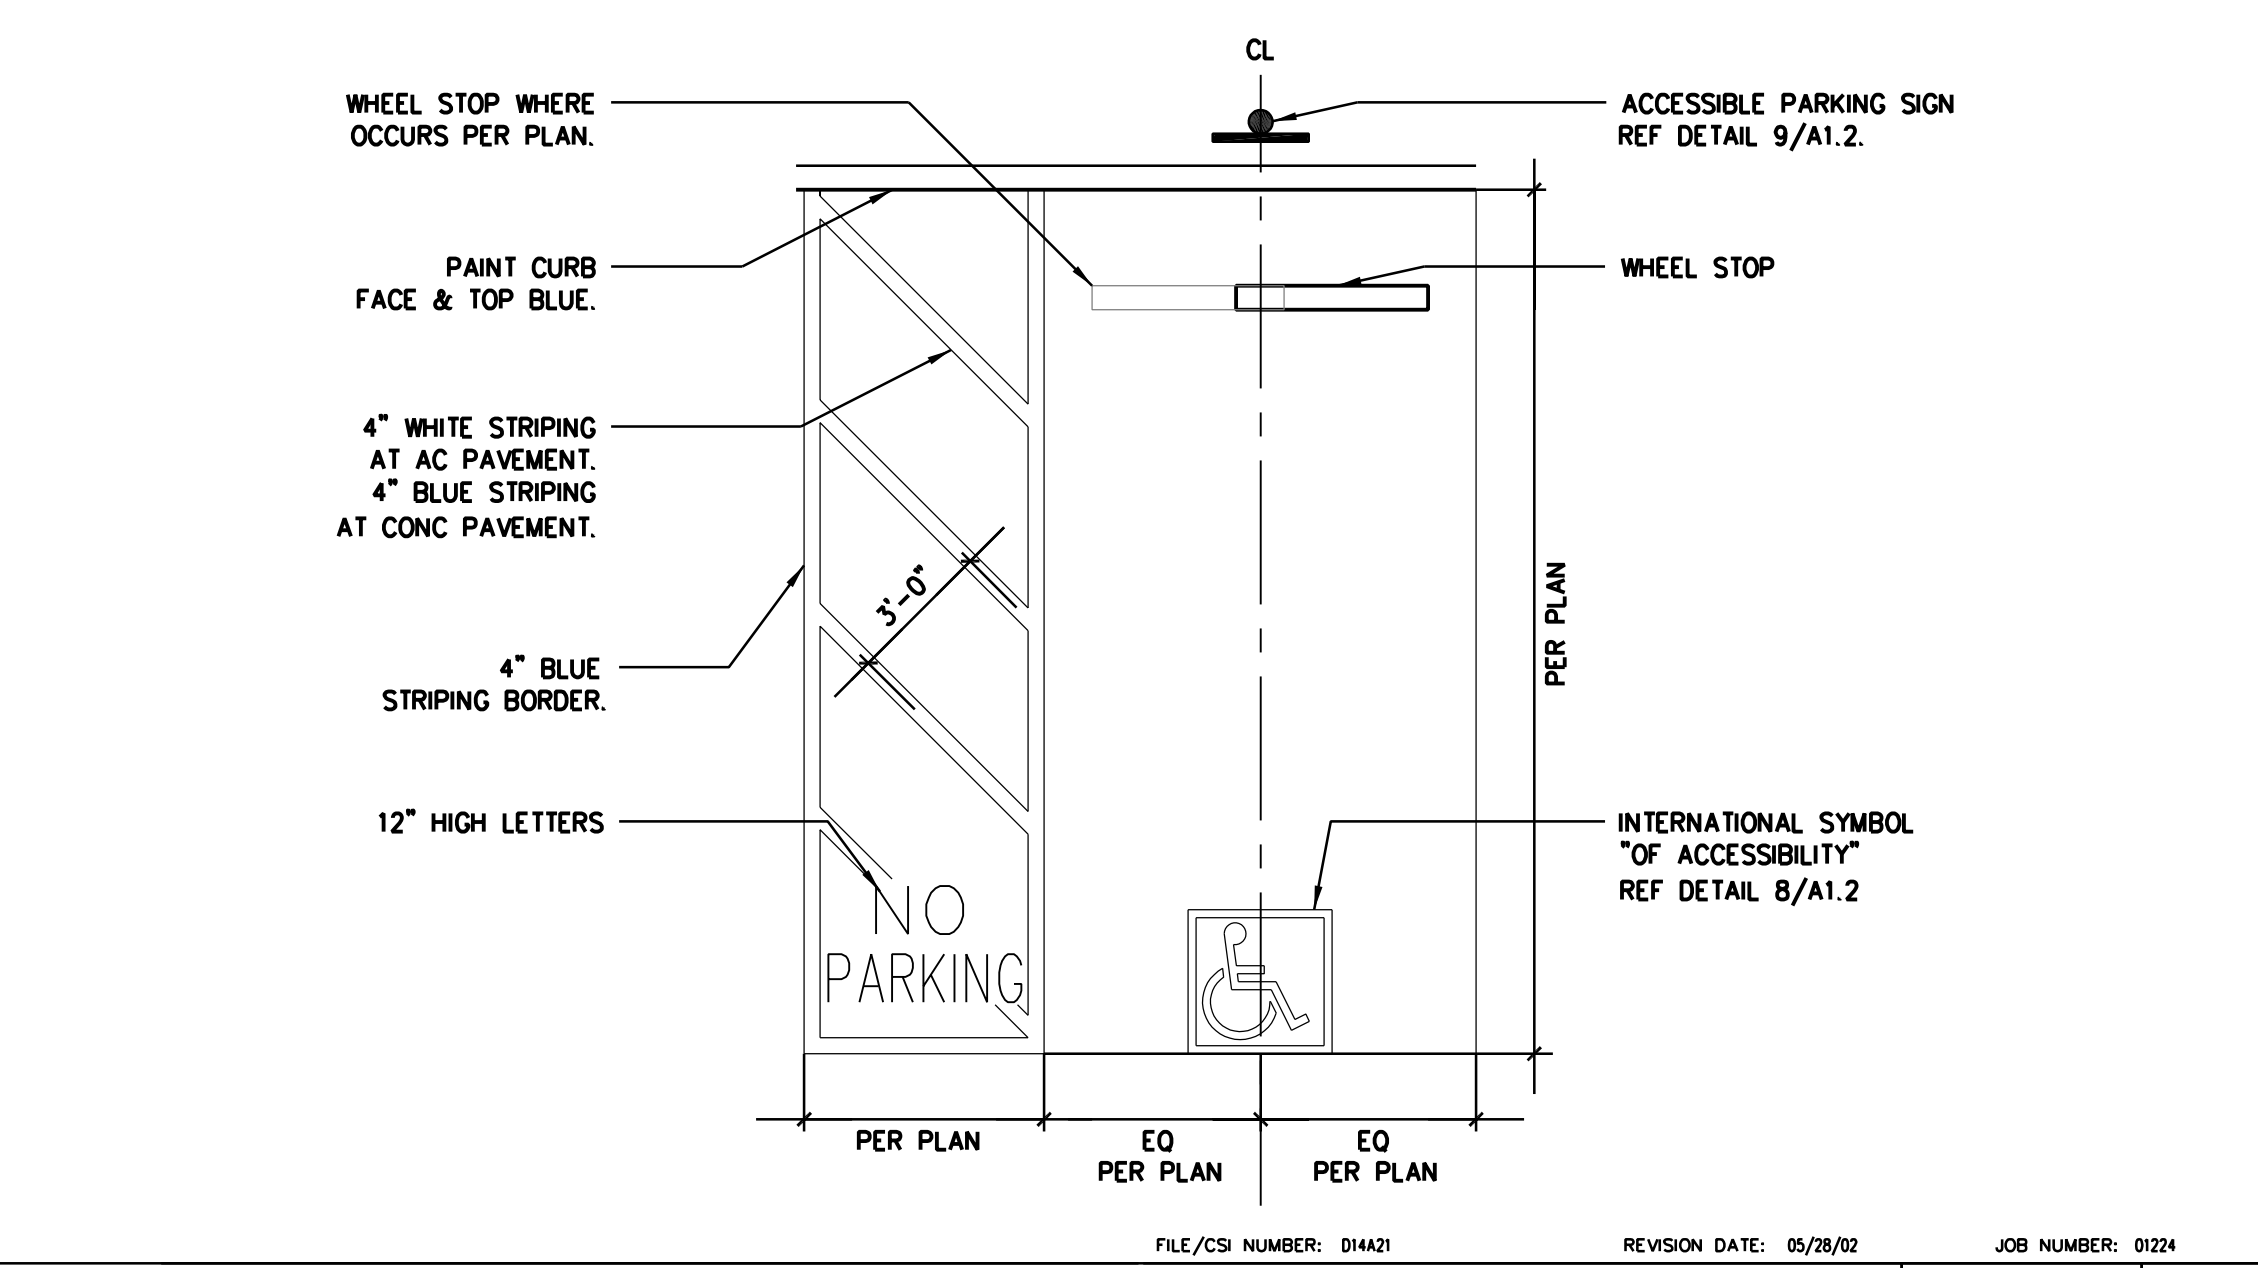 CL
WHEEL STOP WHERE
OCCURS PER PLAN.
ACCESSIBLE PARKING SIGN
REF DETAIL 9/A1.2.
PAINT CURB
FACE & TOP BLUE.
WHEEL STOP
4" WHITE STRIPING
AT AC PAVEMENT.
4" BLUE STRIPING
AT CONC PAVEMENT.
3'-0"
PER PLAN
4" BLUE
STRIPING BORDER.
12" HIGH LETTERS
INTERNATIONAL SYMBOL
"OF ACCESSIBILITY"
REF DETAIL 8/A1.2
NO
PARKING
PER PLAN
EQ
PER PLAN
EQ
PER PLAN
FILE/CSI NUMBER: D14A21
REVISION DATE: 05/28/02
JOB NUMBER: 01224